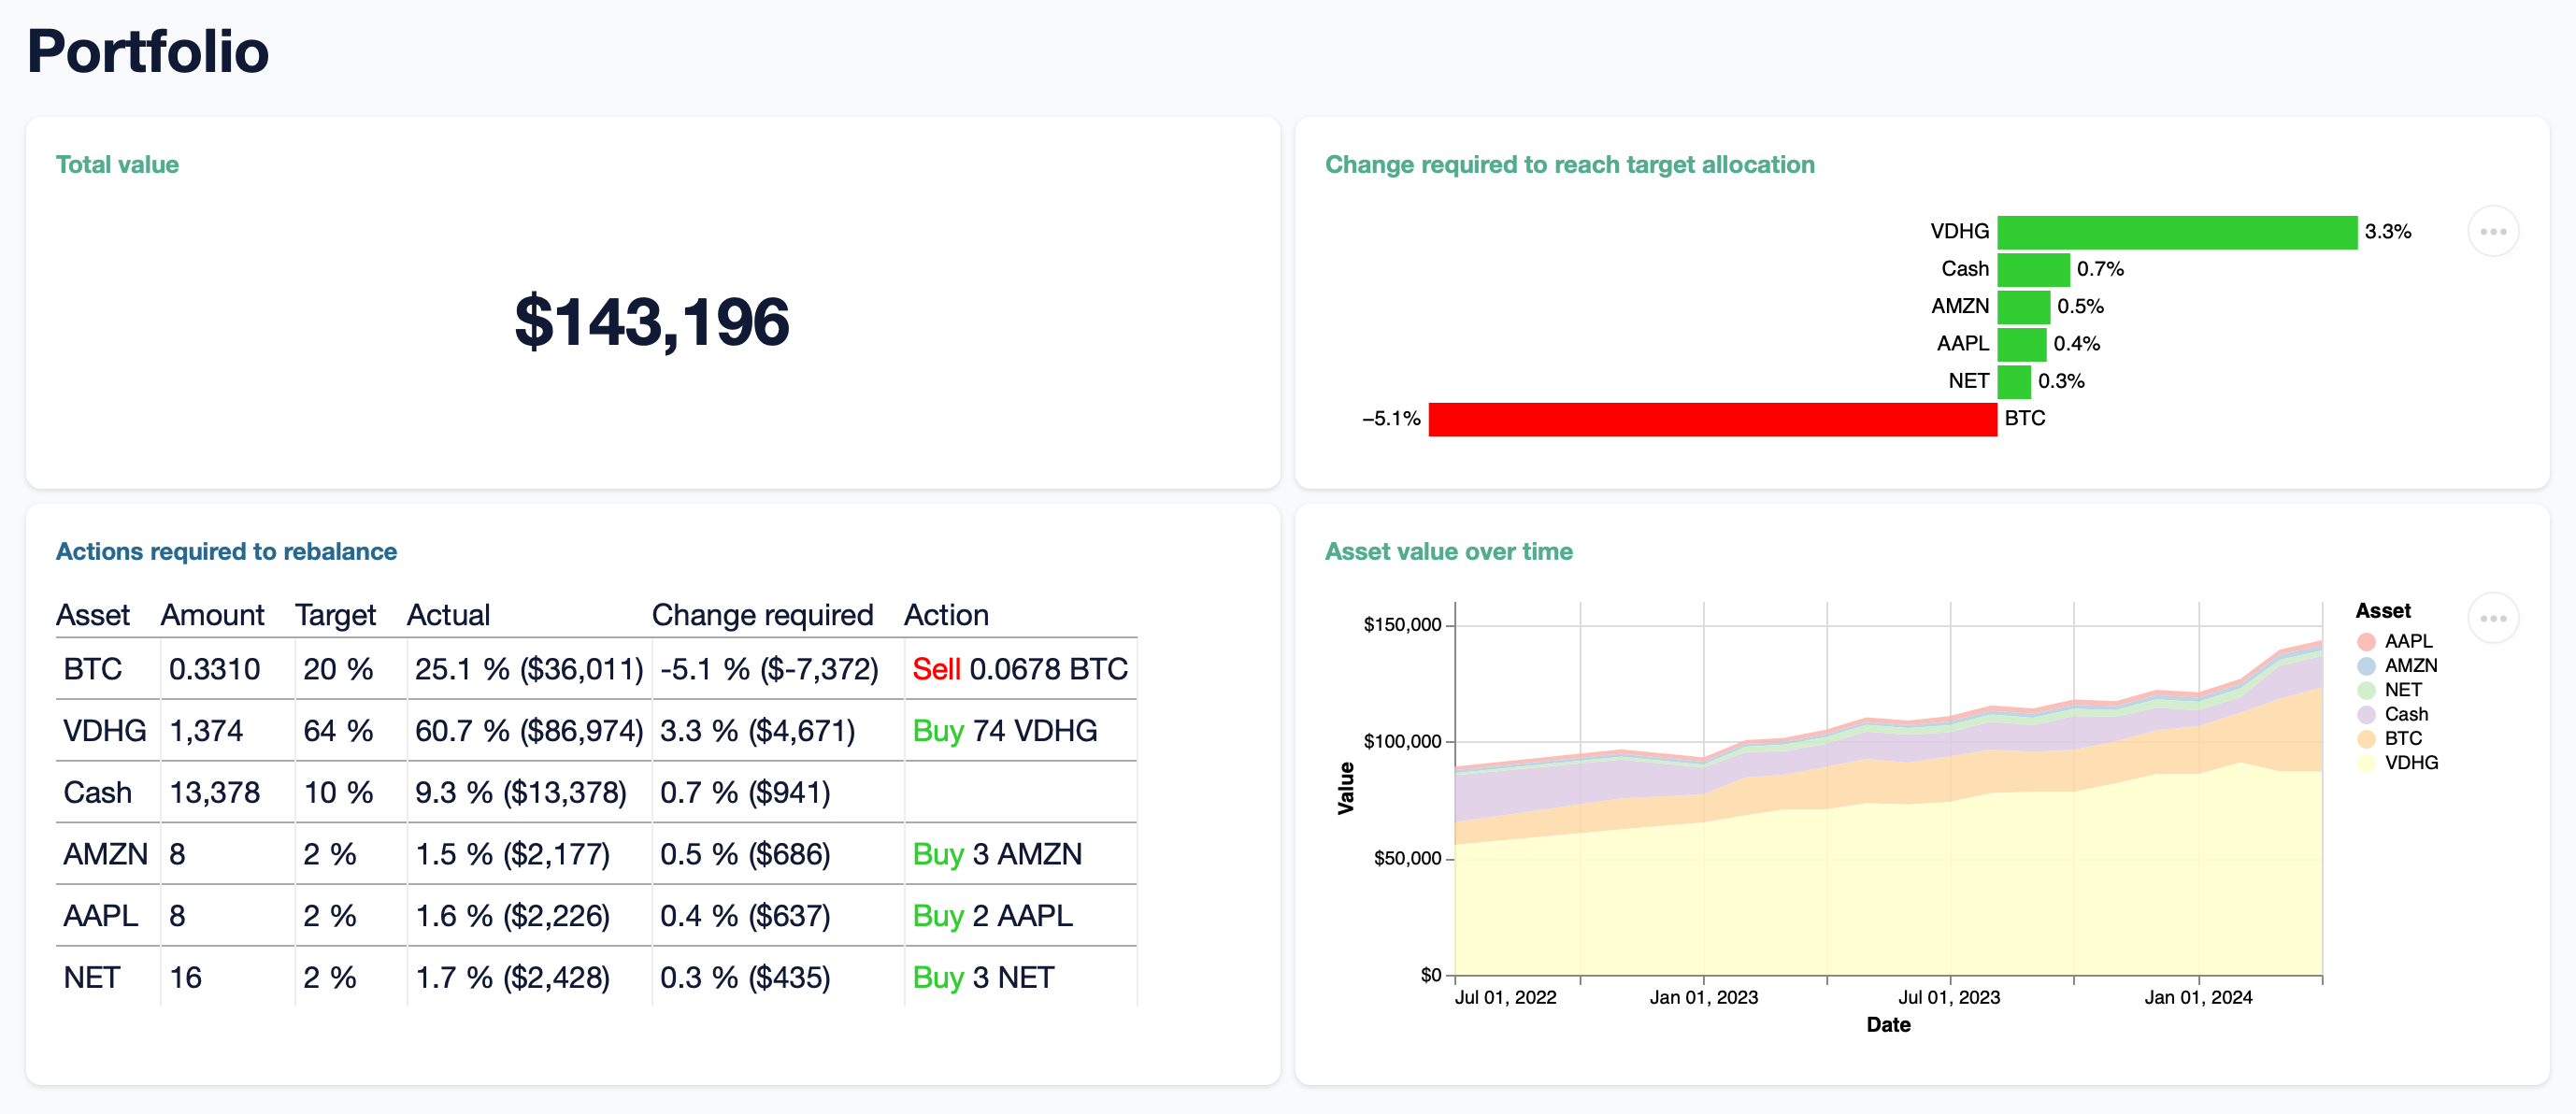 Portfolio
Total value
$143,196
Change required to reach target allocation
VDHG 3.3%
Cash 0.7%
AMZN 0.5%
AAPL 0.4%
NET 0.3%
−5.1% BTC
Actions required to rebalance
Asset Amount Target Actual Change required Action
BTC 0.3310 20 % 25.1 % ($36,011) -5.1 % ($-7,372) Sell 0.0678 BTC
VDHG 1,374 64 % 60.7 % ($86,974) 3.3 % ($4,671) Buy 74 VDHG
Cash 13,378 10 % 9.3 % ($13,378) 0.7 % ($941)
AMZN 8 2 % 1.5 % ($2,177) 0.5 % ($686) Buy 3 AMZN
AAPL 8 2 % 1.6 % ($2,226) 0.4 % ($637) Buy 2 AAPL
NET 16 2 % 1.7 % ($2,428) 0.3 % ($435) Buy 3 NET
Asset value over time
$150,000
$100,000
$50,000
$0
Value
Jul 01, 2022 Jan 01, 2023 Jul 01, 2023 Jan 01, 2024
Date
Asset
AAPL
AMZN
NET
Cash
BTC
VDHG